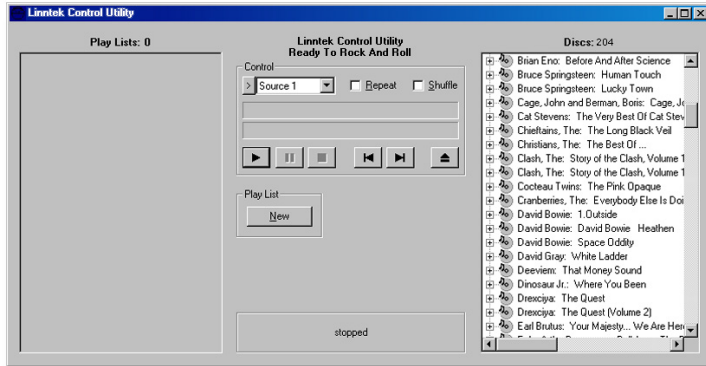 Linntek Control Utility
Play Lists: 0
Linntek Control Utility
Ready To Rock And Roll
Control
> Source 1
Repeat
Shuffle
Play List
New
stopped
Discs: 204
Brian Eno: Before And After Science
Bruce Springsteen: Human Touch
Bruce Springsteen: Lucky Town
Cage, John and Berman, Boris: Cage, Jo
Cat Stevens: The Very Best Of Cat Stev
Chieftains, The: The Long Black Veil
Christians, The: The Best Of ...
Clash, The: Story of the Clash, Volume 1
Clash, The: Story of the Clash, Volume 1
Cocteau Twins: The Pink Opaque
Cranberries, The: Everybody Else Is Doi
David Bowie: 1.Outside
David Bowie: David Bowie Heathen
David Bowie: Space Oddity
David Gray: White Ladder
Deeviem: That Money Sound
Dinosaur Jr.: Where You Been
Drexciya: The Quest
Drexciya: The Quest (Volume 2)
Earl Brutus: Your Majesty... We Are Here